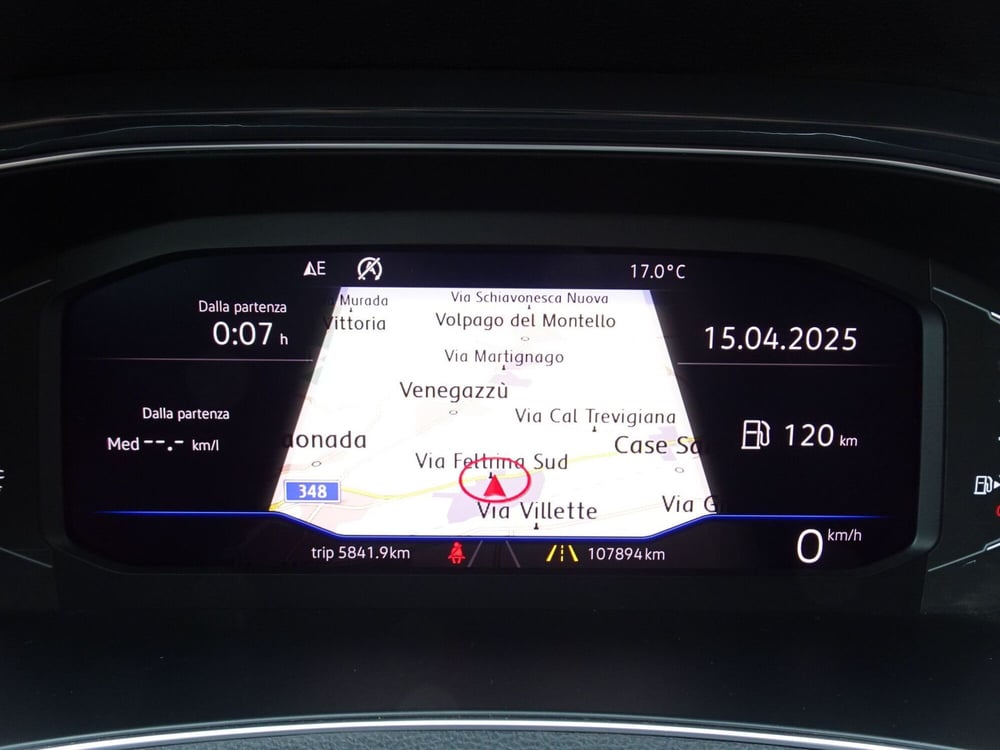 E
17.0°C
Dalla partenza
0:07 h
Murada
Vittoria
Via Schiavonesca Nuova
Volpago del Montello
Via Martignago
Venegazzù
Via Cal Trevigiana
15.04.2025
Dalla partenza
Med --.- km/l
aonada
Case Sa
120 km
Via Feltrina Sud
348
Via Villette
Via G
trip 5841.9km
107894 km
0 km/h